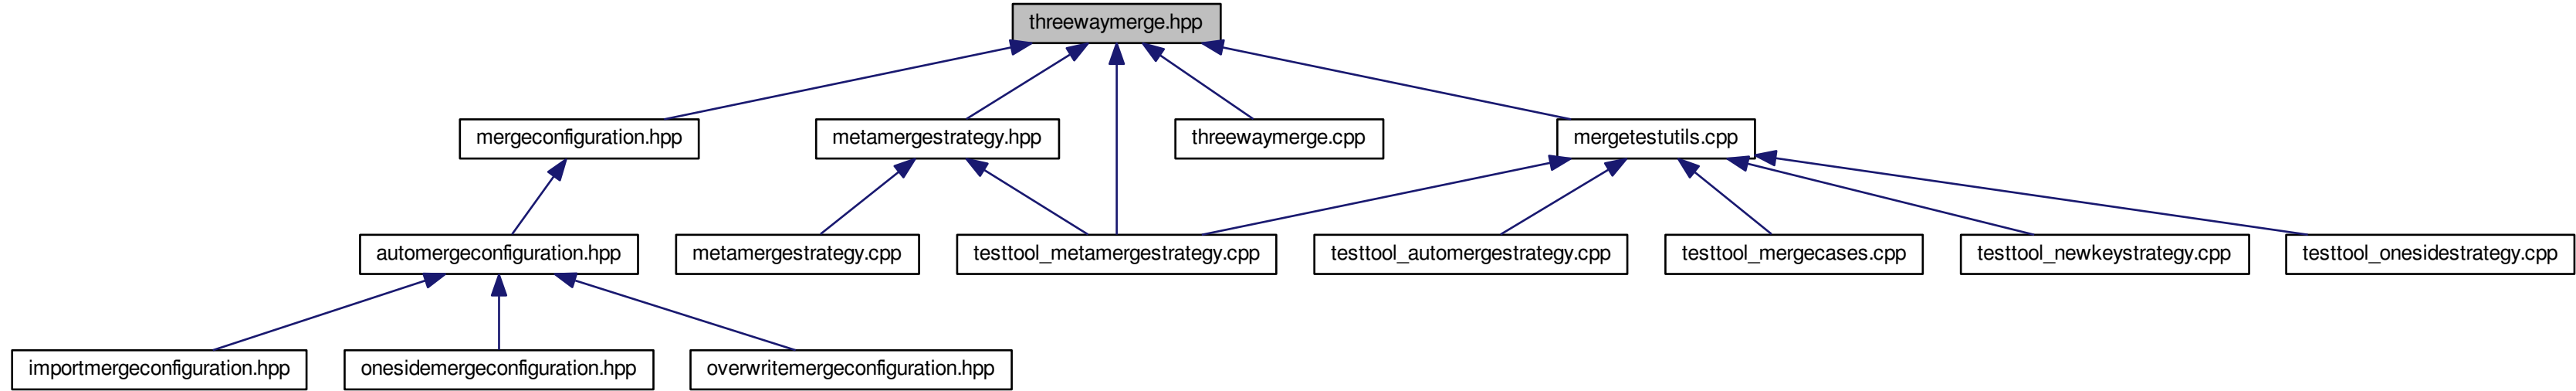 threewaymerge.hpp
mergeconfiguration.hpp
metamergestrategy.hpp
threewaymerge.cpp
mergetestutils.cpp
automergeconfiguration.hpp
metamergestrategy.cpp
testtool_metamergestrategy.cpp
testtool_automergestrategy.cpp
testtool_mergecases.cpp
testtool_newkeystrategy.cpp
testtool_onesidestrategy.cpp
importmergeconfiguration.hpp
onesidemergeconfiguration.hpp
overwritemergeconfiguration.hpp